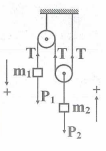 T T T
m₁
P₁
+
+
m₂
P₂